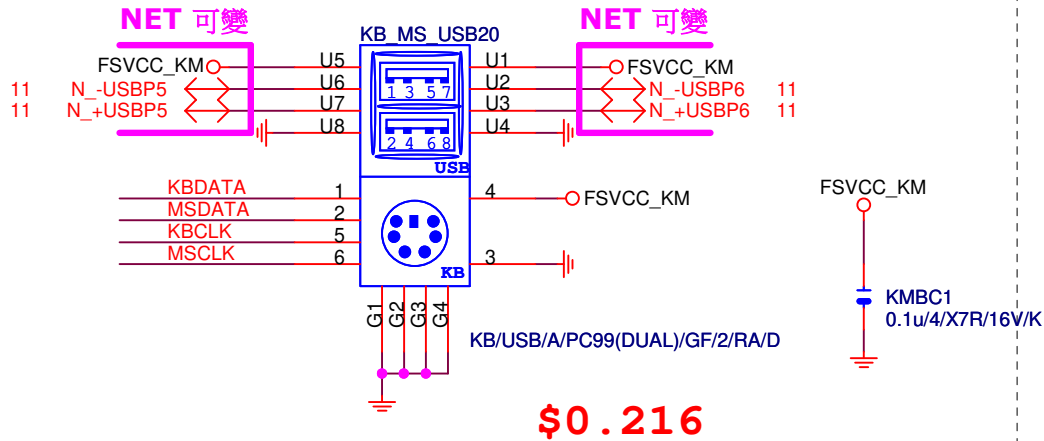 NET 可變
NET 可變
KB_MS_USB20
FSVCC_KM
U5
U1
FSVCC_KM
11
N_-USBP5
U6
U2
N_-USBP6
11
11
N_+USBP5
U7
U3
N_+USBP6
11
U8
U4
1 3 5 7
2 4 6 8
USB
KBDATA
1
4
FSVCC_KM
MSDATA
2
KBCLK
5
MSCLK
6
3
KB
G1
G2
G3
G4
KB/USB/A/PC99(DUAL)/GF/2/RA/D
FSVCC_KM
KMBC1
0.1u/4/X7R/16V/K
$0.216